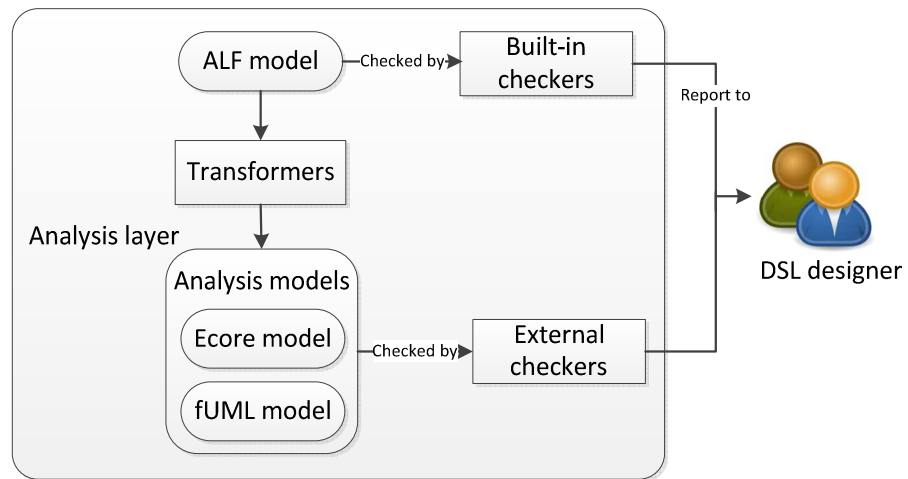 ALF model
Checked by
Built-in
checkers
Report to
Transformers
Analysis layer
Analysis models
Ecore model
fUML model
Checked by
External
checkers
DSL designer